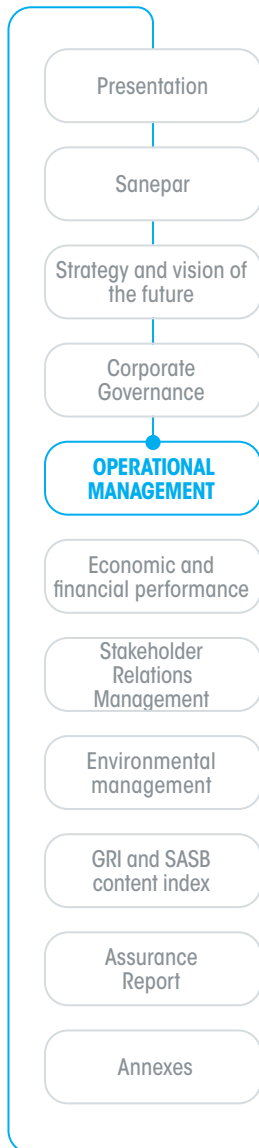 Presentation
Sanepar
Strategy and vision of
the future
Corporate
Governance
OPERATIONAL
MANAGEMENT
Economic and
financial performance
Stakeholder
Relations
Management
Environmental
management
GRI and SASB
content index
Assurance
Report
Annexes